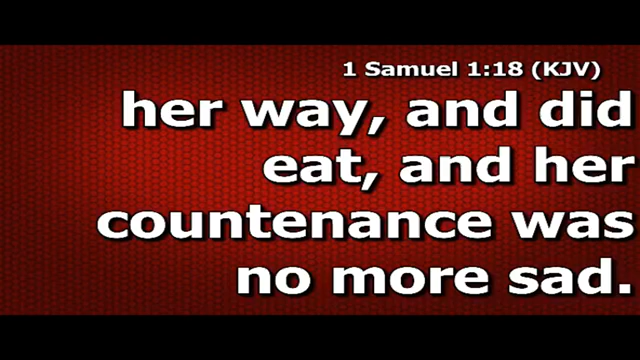 1 Samuel 1:18 (KJV)
her way, and did
eat, and her
countenance was
no more sad.